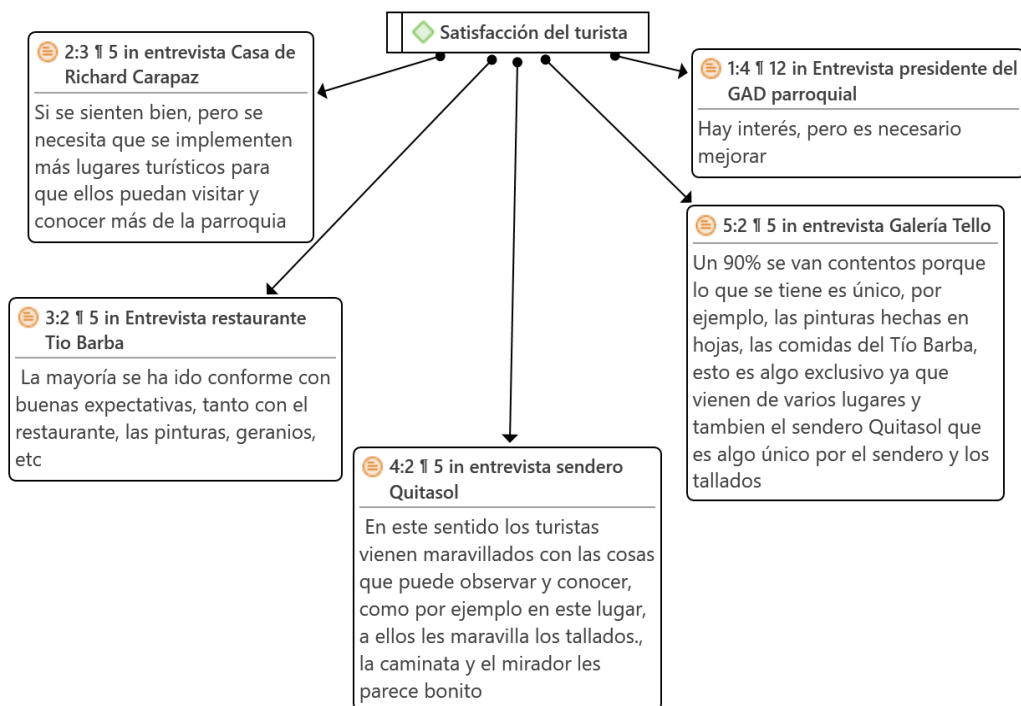 Satisfacción del turista
2:3 ¶ 5 in entrevista Casa de
Richard Carapaz
Si se sienten bien, pero se
necesita que se implementen
más lugares turísticos para
que ellos puedan visitar y
conocer más de la parroquia
1:4 ¶ 12 in Entrevista presidente del
GAD parroquial
Hay interés, pero es necesario
mejorar
5:2 ¶ 5 in entrevista Galería Tello
Un 90% se van contentos porque
lo que se tiene es único, por
ejemplo, las pinturas hechas en
hojas, las comidas del Tío Barba,
esto es algo exclusivo ya que
vienen de varios lugares y
tambien el sendero Quitasol que
es algo único por el sendero y los
tallados
3:2 ¶ 5 in Entrevista restaurante
Tio Barba
La mayoría se ha ido conforme con
buenas expectativas, tanto con el
restaurante, las pinturas, geranios,
etc
4:2 ¶ 5 in entrevista sendero
Quitasol
En este sentido los turistas
vienen maravillados con las cosas
que puede observar y conocer,
como por ejemplo en este lugar,
a ellos les maravilla los tallados.,
la caminata y el mirador les
parece bonito